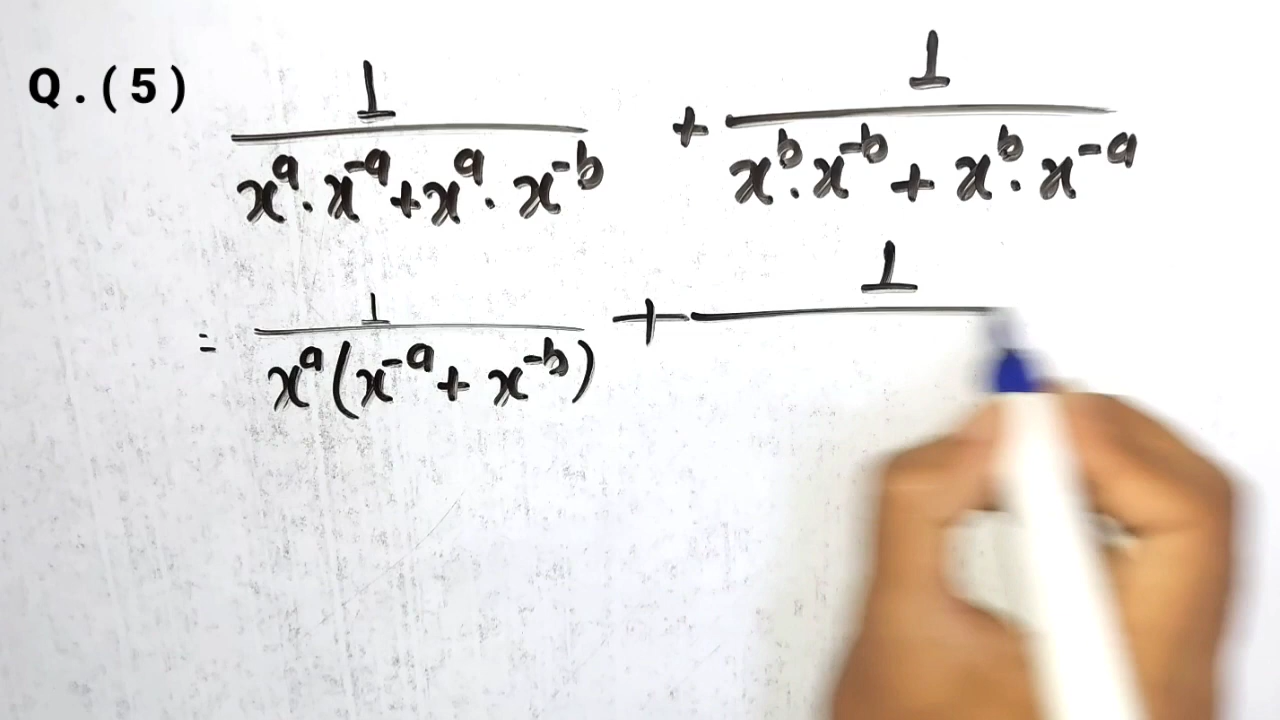 Q.(5)
1/(x^a . x^-a + x^a . x^-b) + 1/(x^b . x^-b + x^b . x^-a)
= 1/(x^a (x^-a + x^-b)) + 1/